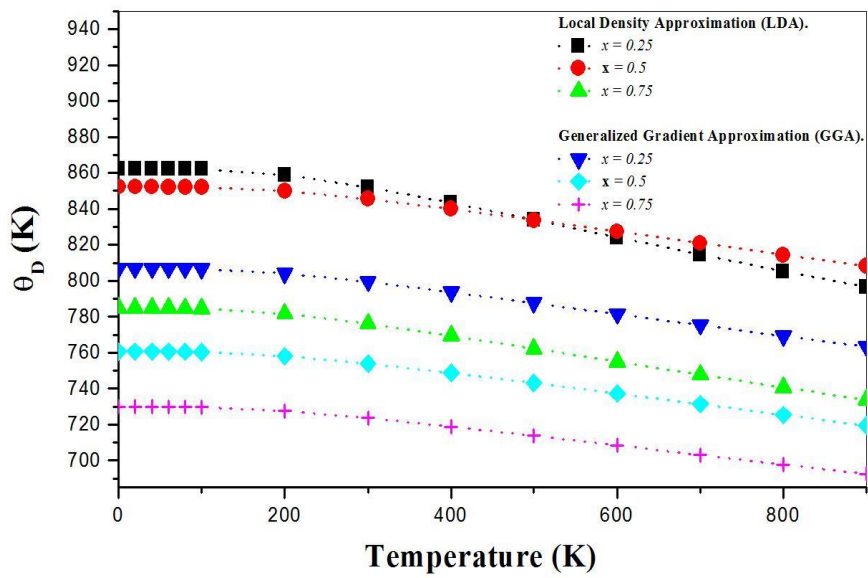 940
920
900
880
860
840
820
800
780
760
740
720
700
θD (K)
0
200
400
600
800
Temperature (K)
Local Density Approximation (LDA).
x = 0.25
x = 0.5
x = 0.75
Generalized Gradient Approximation (GGA).
x = 0.25
x = 0.5
x = 0.75